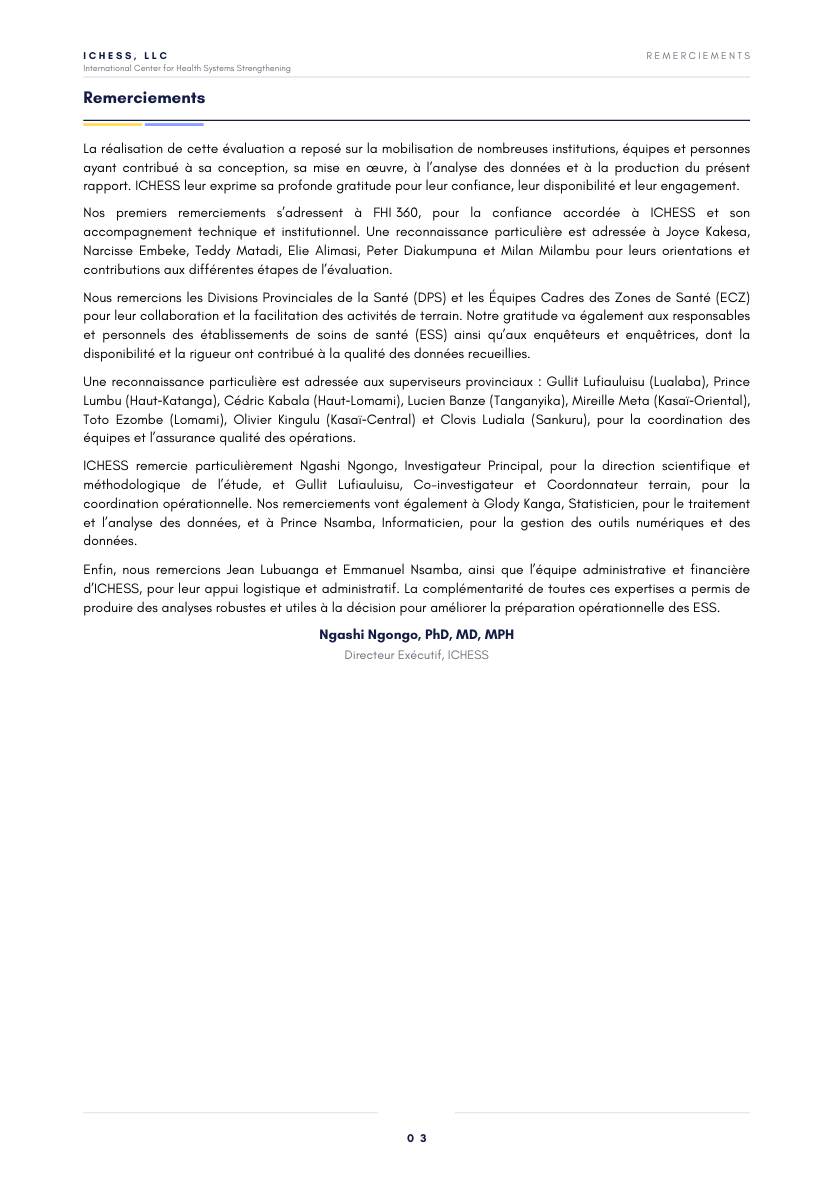 ICHESS, LLC
REMERCIEMENTS
International Center for Health Systems Strengthening
Remerciements
La réalisation de cette évaluation a reposé sur la mobilisation de nombreuses institutions, équipes et personnes
ayant contribué à sa conception, sa mise en œuvre, à l’analyse des données et à la production du présent
rapport. ICHESS leur exprime sa profonde gratitude pour leur confiance, leur disponibilité et leur engagement.
Nos premiers remerciements s’adressent à FHI 360, pour la confiance accordée à ICHESS et son
accompagnement technique et institutionnel. Une reconnaissance particulière est adressée à Joyce Kakesa,
Narcisse Embeke, Teddy Matadi, Elie Alimasi, Peter Diakumpuna et Milan Milambu pour leurs orientations et
contributions aux différentes étapes de l’évaluation.
Nous remercions les Divisions Provinciales de la Santé (DPS) et les Équipes Cadres des Zones de Santé (ECZ)
pour leur collaboration et la facilitation des activités de terrain. Notre gratitude va également aux responsables
et personnels des établissements de soins de santé (ESS) ainsi qu’aux enquêteurs et enquêtrices, dont la
disponibilité et la rigueur ont contribué à la qualité des données recueillies.
Une reconnaissance particulière est adressée aux superviseurs provinciaux : Gullit Lufiauluisu (Lualaba), Prince
Lumbu (Haut-Katanga), Cédric Kabala (Haut-Lomami), Lucien Banze (Tanganyika), Mireille Meta (Kasaï-Oriental),
Toto Ezombe (Lomami), Olivier Kingulu (Kasaï-Central) et Clovis Ludiala (Sankuru), pour la coordination des
équipes et l’assurance qualité des opérations.
ICHESS remercie particulièrement Ngashi Ngongo, Investigateur Principal, pour la direction scientifique et
méthodologique de l’étude, et Gullit Lufiauluisu, Co-investigateur et Coordonnateur terrain, pour la
coordination opérationnelle. Nos remerciements vont également à Glody Kanga, Statisticien, pour le traitement
et l’analyse des données, et à Prince Nsamba, Informaticien, pour la gestion des outils numériques et des
données.
Enfin, nous remercions Jean Lubuanga et Emmanuel Nsamba, ainsi que l’équipe administrative et financière
d’ICHESS, pour leur appui logistique et administratif. La complémentarité de toutes ces expertises a permis de
produire des analyses robustes et utiles à la décision pour améliorer la préparation opérationnelle des ESS.
Ngashi Ngongo, PhD, MD, MPH
Directeur Exécutif, ICHESS
03